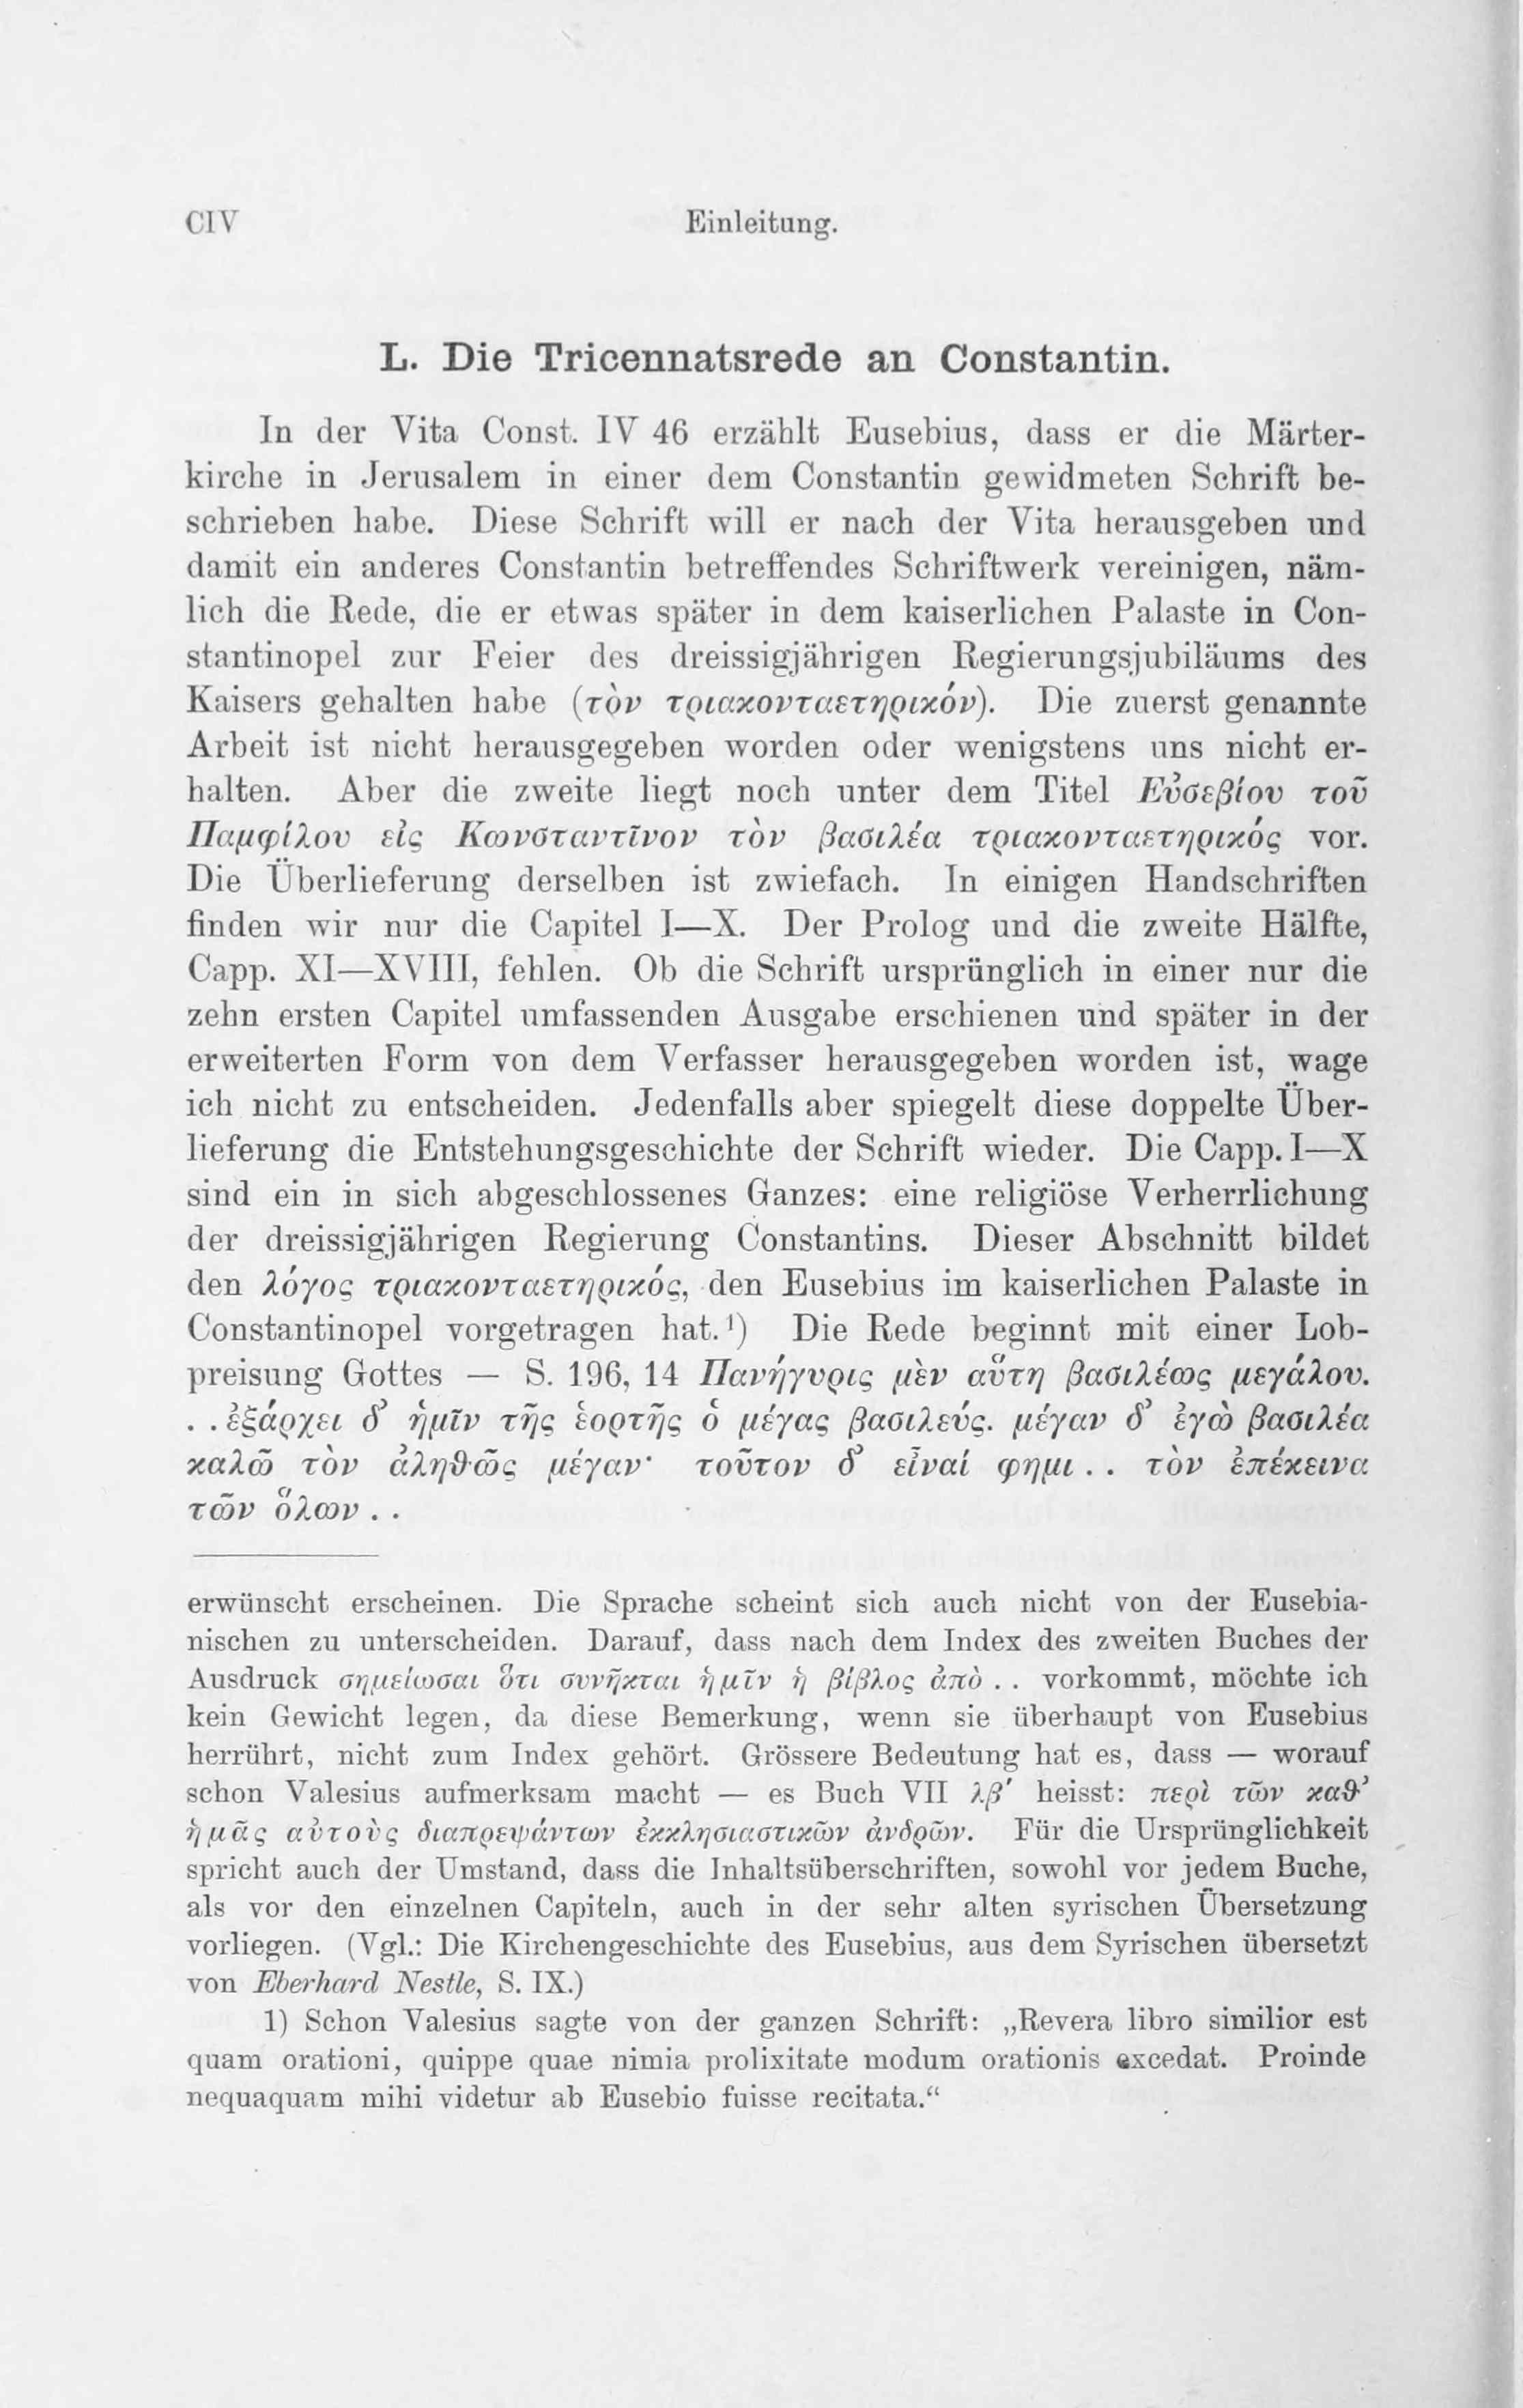 CIV
Einleitung.
L. Die Tricennatsrede an Constantin.
In der Vita Const. IV 46 erzählt Eusebius, dass er die Märter-
kirche in Jerusalem in einer dem Constantin gewidmeten Schrift be-
schrieben habe. Diese Schrift will er nach der Vita herausgeben und
damit ein anderes Constantin betreffendes Schriftwerk vereinigen, näm-
lich die Rede, die er etwas später in dem kaiserlichen Palaste in Con-
stantinopel zur Feier des dreissigjährigen Regierungsjubiläums des
Kaisers gehalten habe (τὸν τριακονταετηρικόν). Die zuerst genannte
Arbeit ist nicht herausgegeben worden oder wenigstens uns nicht er-
halten. Aber die zweite liegt noch unter dem Titel Εὐσεβίου τοῦ
Παμφίλου εἰς Κωνσταντῖνον τὸν βασιλέα τριακονταετηρικός vor.
Die Überlieferung derselben ist zwiefach. In einigen Handschriften
finden wir nur die Capitel I—X. Der Prolog und die zweite Hälfte,
Capp. XI—XVIII, fehlen. Ob die Schrift ursprünglich in einer nur die
zehn ersten Capitel umfassenden Ausgabe erschienen und später in der
erweiterten Form von dem Verfasser herausgegeben worden ist, wage
ich nicht zu entscheiden. Jedenfalls aber spiegelt diese doppelte Über-
lieferung die Entstehungsgeschichte der Schrift wieder. Die Capp. I—X
sind ein in sich abgeschlossenes Ganzes: eine religiöse Verherrlichung
der dreissigjährigen Regierung Constantins. Dieser Abschnitt bildet
den λόγος τριακονταετηρικός, den Eusebius im kaiserlichen Palaste in
Constantinopel vorgetragen hat.¹) Die Rede beginnt mit einer Lob-
preisung Gottes — S. 196, 14 Πανήγυρις μὲν αὕτη βασιλέως μεγάλου.
. . ἐξάρχει δ’ ἡμῖν τῆς ἑορτῆς ὁ μέγας βασιλεύς. μέγαν δ’ ἐγὼ βασιλέα
καλῶ τὸν ἀληθῶς μέγαν· τοῦτον δ’ εἶναί φημι . . τὸν ἐπέκεινα
τῶν ὅλων . .
erwünscht erscheinen. Die Sprache scheint sich auch nicht von der Eusebia-
nischen zu unterscheiden. Darauf, dass nach dem Index des zweiten Buches der
Ausdruck σημείωσαι ὅτι συνῆκται ἡμῖν ἡ βίβλος ἀπὸ . . vorkommt, möchte ich
kein Gewicht legen, da diese Bemerkung, wenn sie überhaupt von Eusebius
herrührt, nicht zum Index gehört. Grössere Bedeutung hat es, dass — worauf
schon Valesius aufmerksam macht — es Buch VII λβ′ heisst: περὶ τῶν καθ’
ἡμᾶς αὐτοὺς διαπρεψάντων ἐκκλησιαστικῶν ἀνδρῶν. Für die Ursprünglichkeit
spricht auch der Umstand, dass die Inhaltsüberschriften, sowohl vor jedem Buche,
als vor den einzelnen Capiteln, auch in der sehr alten syrischen Übersetzung
vorliegen. (Vgl.: Die Kirchengeschichte des Eusebius, aus dem Syrischen übersetzt
von Eberhard Nestle, S. IX.)
1) Schon Valesius sagte von der ganzen Schrift: „Revera libro similior est
quam orationi, quippe quae nimia prolixitate modum orationis excedat. Proinde
nequaquam mihi videtur ab Eusebio fuisse recitata.“